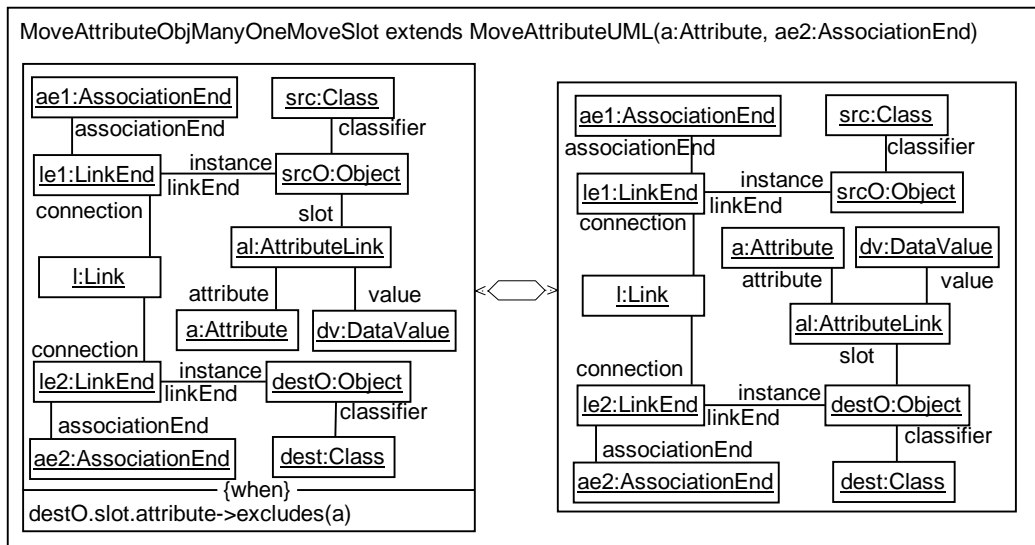 MoveAttributeObjManyOneMoveSlot extends MoveAttributeUML(a:Attribute, ae2:AssociationEnd)
ae1:AssociationEnd
src:Class
associationEnd
classifier
le1:LinkEnd
instance
linkEnd
srcO:Object
connection
slot
al:AttributeLink
l:Link
attribute
value
a:Attribute
dv:DataValue
connection
le2:LinkEnd
instance
linkEnd
destO:Object
associationEnd
classifier
ae2:AssociationEnd
dest:Class
{when}
destO.slot.attribute->excludes(a)
ae1:AssociationEnd
src:Class
associationEnd
classifier
le1:LinkEnd
instance
linkEnd
srcO:Object
connection
a:Attribute
dv:DataValue
attribute
value
l:Link
al:AttributeLink
slot
connection
le2:LinkEnd
instance
linkEnd
destO:Object
associationEnd
classifier
ae2:AssociationEnd
dest:Class